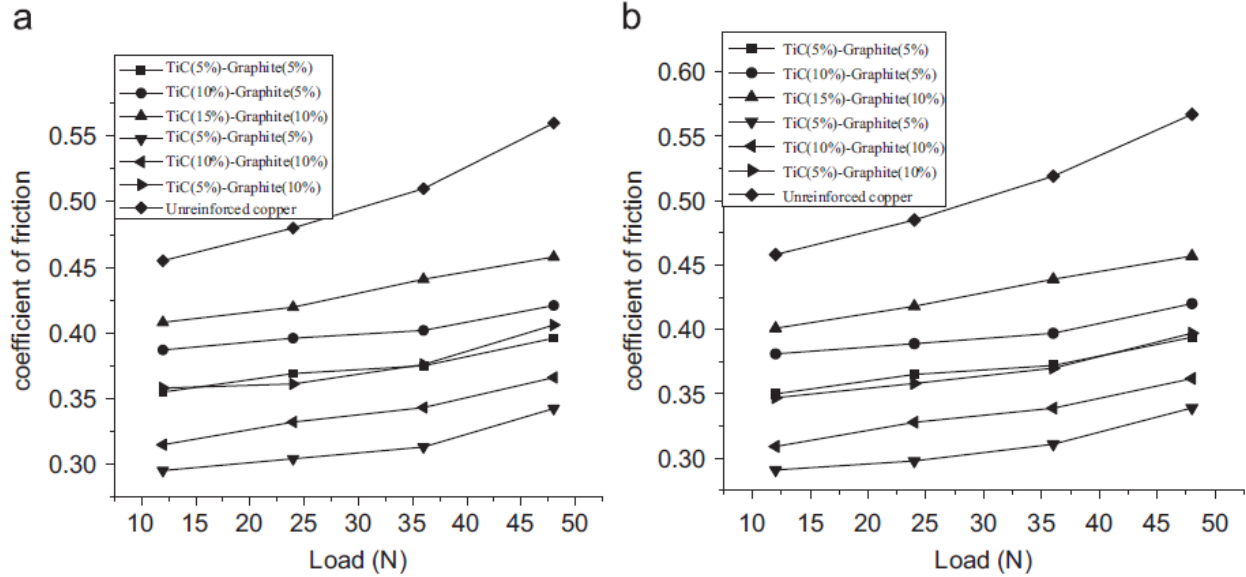 a
TiC(5%)-Graphite(5%)
TiC(10%)-Graphite(5%)
TiC(15%)-Graphite(10%)
TiC(5%)-Graphite(5%)
TiC(10%)-Graphite(10%)
TiC(5%)-Graphite(10%)
Unreinforced copper
0.55
0.50
0.45
0.40
0.35
0.30
coefficient of friction
10 15 20 25 30 35 40 45 50
Load (N)
b
TiC(5%)-Graphite(5%)
TiC(10%)-Graphite(5%)
TiC(15%)-Graphite(10%)
TiC(5%)-Graphite(5%)
TiC(10%)-Graphite(10%)
TiC(5%)-Graphite(10%)
Unreinforced copper
0.60
0.55
0.50
0.45
0.40
0.35
0.30
coefficient of friction
10 15 20 25 30 35 40 45 50
Load (N)